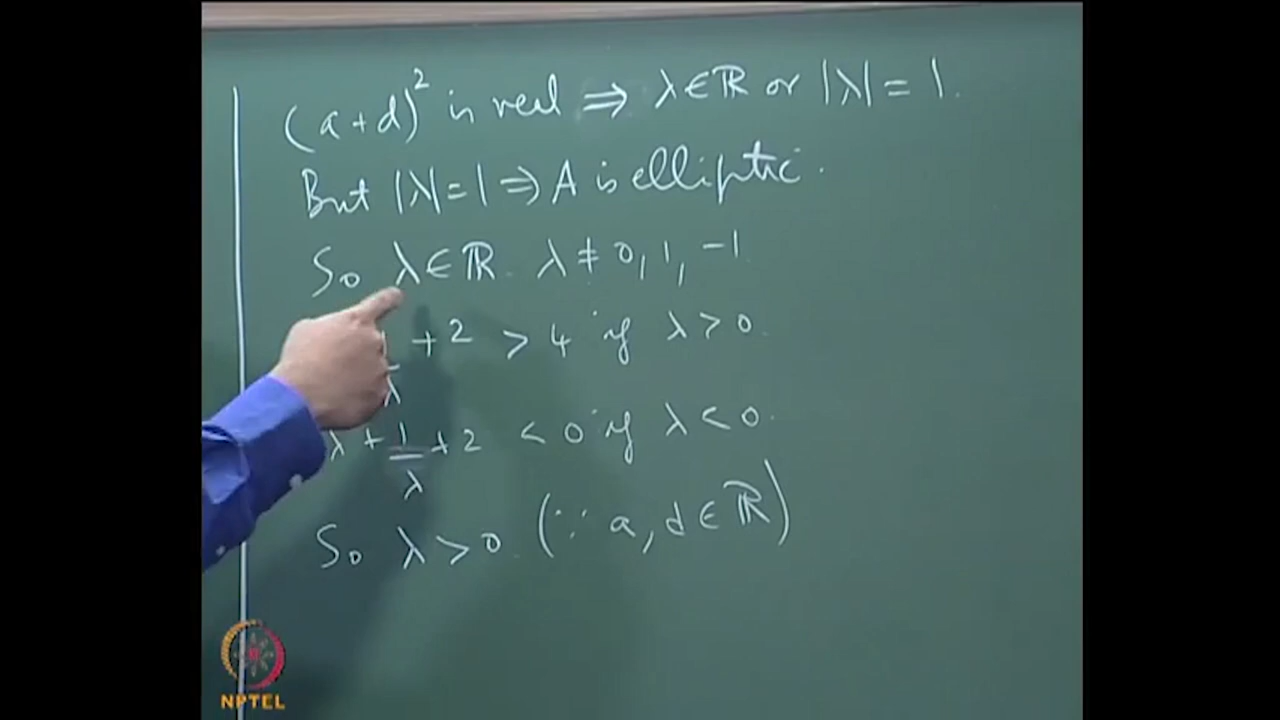 (a+d)² is real ⇒ λ∈ℝ or |λ| = 1.
But |λ| = 1 ⇒ A is elliptic.
So λ∈ℝ. λ ≠ 0, 1, -1
1/λ + 2 > 4 if λ > 0.
λ + 1/λ + 2 < 0 if λ < 0.
So λ > 0. (∵ a, d ∈ ℝ)
NPTEL